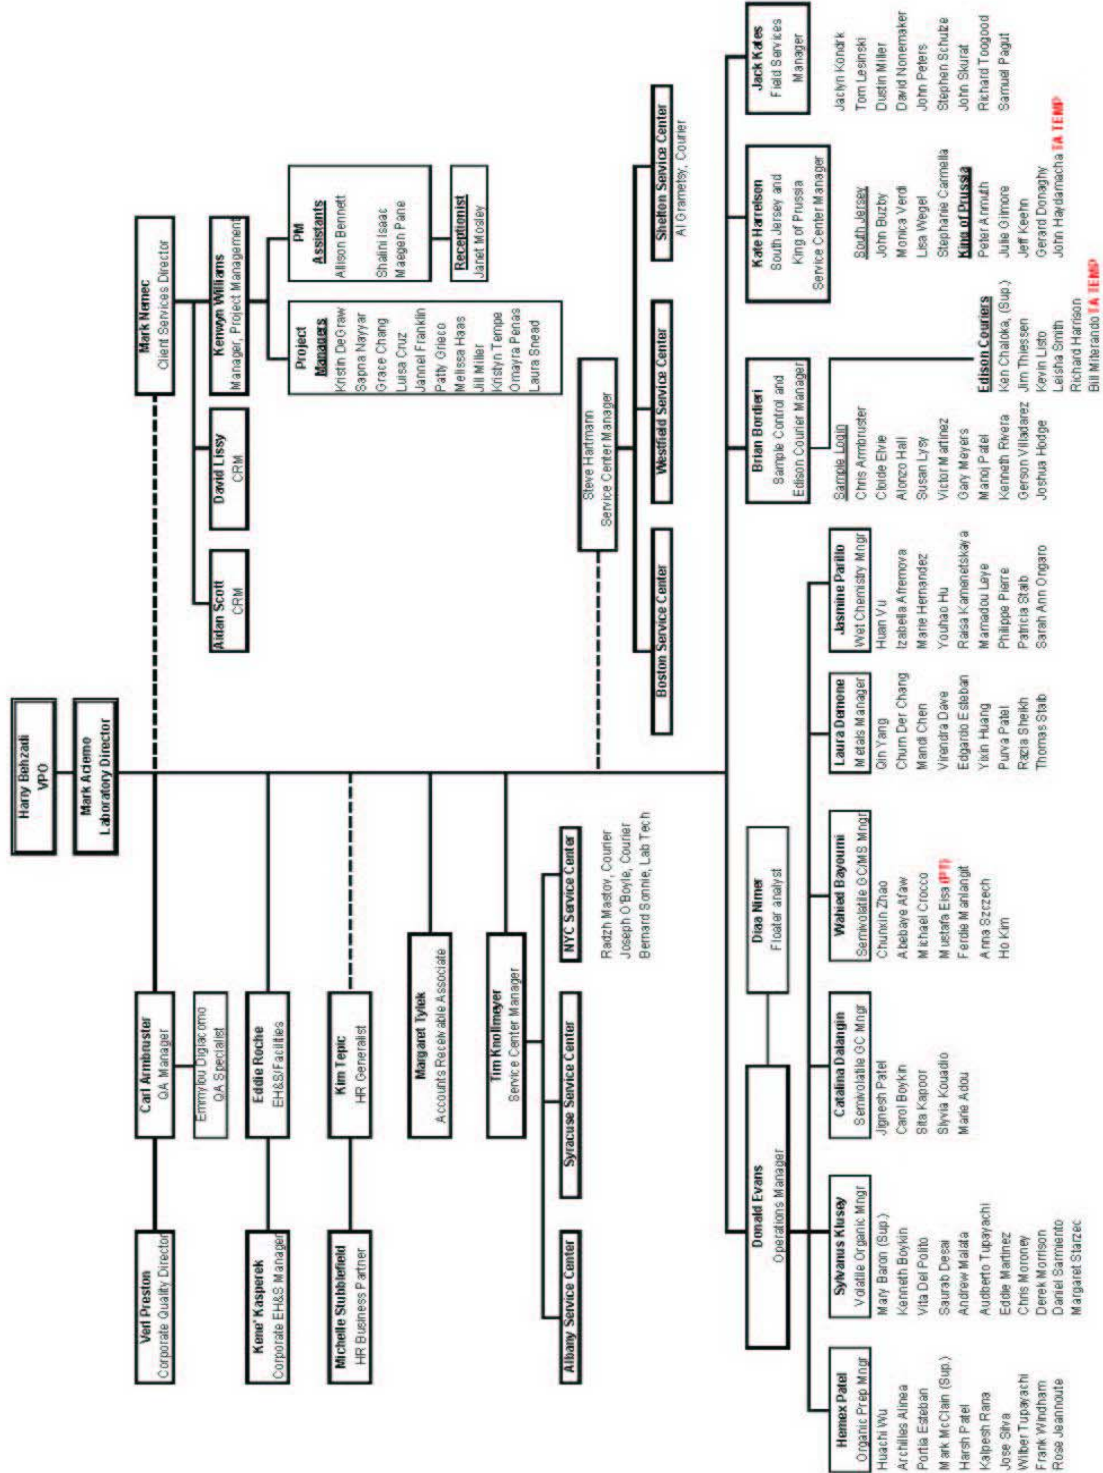 Harry Behzadi
VPO
Mark Acierno
Laboratory Director
Verl Preston
Corporate Quality Director
Carl Armbruster
QA Manager
Emmylou Digiacomo
QA Specialist
Kene' Kasperek
Corporate EH&S Manager
Eddie Roche
EH&S/Facilities
Michelle Stubblefield
HR Business Partner
Kim Tepic
HR Generalist
Margaret Tylek
Accounts Receivable Associate
Tim Knollmeyer
Service Center Manager
Albany Service Center
Syracuse Service Center
NYC Service Center
Radzh Mastov, Courier
Joseph O'Boyle, Courier
Bernard Sonnie, Lab Tech
Mark Nemec
Client Services Director
Aidan Scott
CRM
David Lissy
CRM
Kenwyn Williams
Manager, Project Management
Project
Managers
Kristin DeGraw
Sapna Nayyar
Grace Chang
Luisa Cruz
Jannel Franklin
Patty Grieco
Melissa Haas
Jill Miller
Kristyn Tempe
Omayra Penas
Laura Snead
PM
Assistants
Allison Bennett
Shalini Isaac
Maegen Pane
Receptionist
Janet Mosley
Steve Hartmann
Service Center Manager
Boston Service Center
Westfield Service Center
Shelton Service Center
Al Grametsy, Courier
Donald Evans
Operations Manager
Diaa Nimer
Floater analyst
Brian Bordieri
Sample Control and
Edison Courier Manager
Kate Harrelson
South Jersey and
King of Prussia
Service Center Manager
Jack Kates
Field Services
Manager
Hemex Patel
Organic Prep Mngr
Huachi Wu
Archilles Alinea
Portia Esteban
Mark McClain (Sup.)
Harsh Patel
Kalpesh Rana
Jose Silva
Wilber Tupayachi
Frank Windham
Rose Jeannoute
Sylvanus Klusey
Volatile Organic Mngr
Mary Baron (Sup.)
Kenneth Boykin
Vita Del Polito
Saurab Desai
Andrew Malata
Audberto Tupayachi
Eddie Martinez
Chris Moroney
Derek Morrison
Daniel Sarmiento
Margaret Starzec
Catalina Dalangin
Semivolatile GC Mngr
Jignesh Patel
Carol Boykin
Sita Kapoor
Slyvia Kouadio
Marie Adou
Wahied Bayoumi
Semivolatile GC/MS Mngr
Chunxin Zhao
Abebaye Afaw
Michael Crocco
Mustafa Eisa (PT)
Ferdie Manlangit
Anna Szczech
Ho Kim
Laura Demone
Metals Manager
Qin Yang
Churn Der Chang
Mandi Chen
Virendra Dave
Edgardo Esteban
Yixin Huang
Purva Patel
Razia Sheikh
Thomas Staib
Jasmine Parillo
Wet Chemistry Mngr
Huan Vu
Izabella Afremova
Marie Hernandez
Youhao Hu
Raisa Kamenetskaya
Mamadou Leye
Philippe Pierre
Patricia Staib
Sarah Ann Ongaro
Sample Login
Chris Armbruster
Cloide Elvie
Alonzo Hall
Susan Lysy
Victor Martinez
Gary Meyers
Manoj Patel
Kenneth Rivera
Gerson Villadarez
Joshua Hodge
Edison Couriers
Ken Chaloka, (Sup.)
Jim Thiessen
Kevin Listo
Leisha Smith
Richard Harrison
Bill Miterando TA TEMP
South Jersey
John Buzby
Monica Verdi
Lisa Wegel
Stephanie Carmella
King of Prussia
Peter Armuth
Julie Gilmore
Jeff Keehn
Gerard Donaghy
John Haydamacha TA TEMP
Jaclyn Kondrk
Tom Lesinski
Dustin Miller
David Nonemaker
John Peters
Stephen Schulze
John Skurat
Richard Toogood
Samuel Pagut